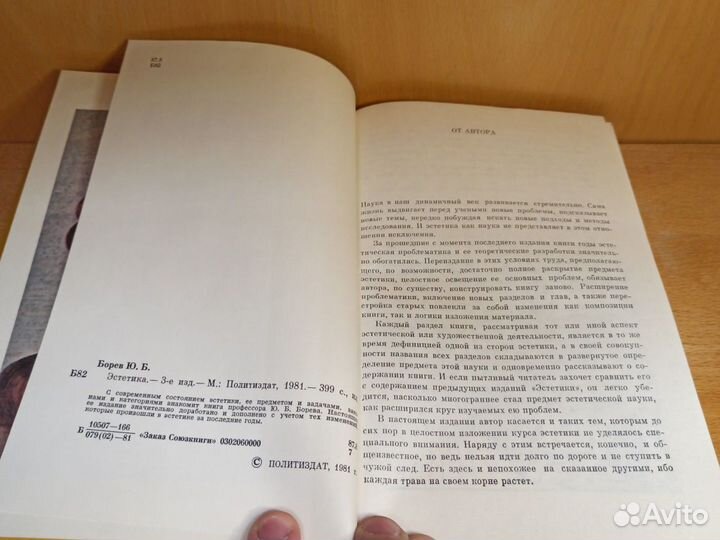 87.8
Б82
Борев Ю. Б.
Б82
Эстетика.— 3-е изд.— М.: Политиздат, 1981.— 399 с.,
С современным состоянием эстетики, ее предметом и задачами,
нами и категориями знакомит книга профессора Ю. Б. Борева. Настоящее
ее издание значительно доработано и дополнено с учетом тех изменений,
которые произошли в эстетике за последние годы.
Б 10507—166
079(02)—81 «Заказ Союзкниги» 0302060000
87.
7
© ПОЛИТИЗДАТ, 1981 г.
ОТ АВТОРА
Наука в наш динамичный век развивается стремительно. Сама
жизнь выдвигает перед учеными новые проблемы, подсказывает
новые темы, нередко побуждая искать новые подходы и методы
исследования. И эстетика как наука не представляет в этом отно-
шении исключения.
За прошедшие с момента последнего издания книги годы эсте-
тическая проблематика и ее теоретические разработки значитель-
но обогатились. Переиздание в этих условиях труда, предполагаю-
щего, по возможности, достаточно полное раскрытие предмета
эстетики, целостное освещение ее основных проблем, обязывает
автора, по существу, конструировать книгу заново. Расширение
проблематики, включение новых разделов и глав, а также пере-
стройка старых повлекли за собой изменения как композиции
книги, так и логики изложения материала.
Каждый раздел книги, рассматривая тот или иной аспект
эстетической или художественной деятельности, является в то же
время дефиницией одной из сторон эстетики, а в своей совокуп-
ности названия всех разделов складываются в развернутое опре-
деление предмета этой науки и одновременно рассказывают о со-
держании книги. И если пытливый читатель захочет сравнить его
с содержанием предыдущих изданий «Эстетики», он легко убе-
дится, насколько многограннее стал предмет эстетической науки,
как расширился круг изучаемых ею проблем.
В настоящем издании автор касается и таких тем, которым до
сих пор в целостном изложении курса эстетики не уделялось спе-
циального внимания. Наряду с этим встречается, конечно, и об-
щеизвестное, но ведь нельзя идти долго по дороге и не ступить в
чужой след. Есть здесь и непохожее на сказанное другими, ибо
каждая трава на своем корне растет.
Avito